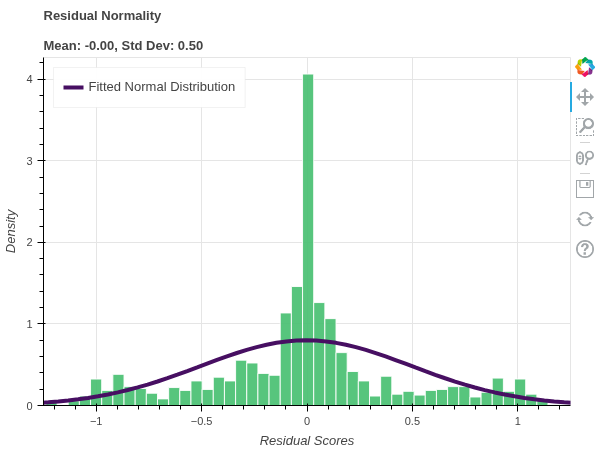 Residual Normality
Mean: -0.00, Std Dev: 0.50
Fitted Normal Distribution
4
3
2
1
0
Density
−1
−0.5
0
0.5
1
Residual Scores